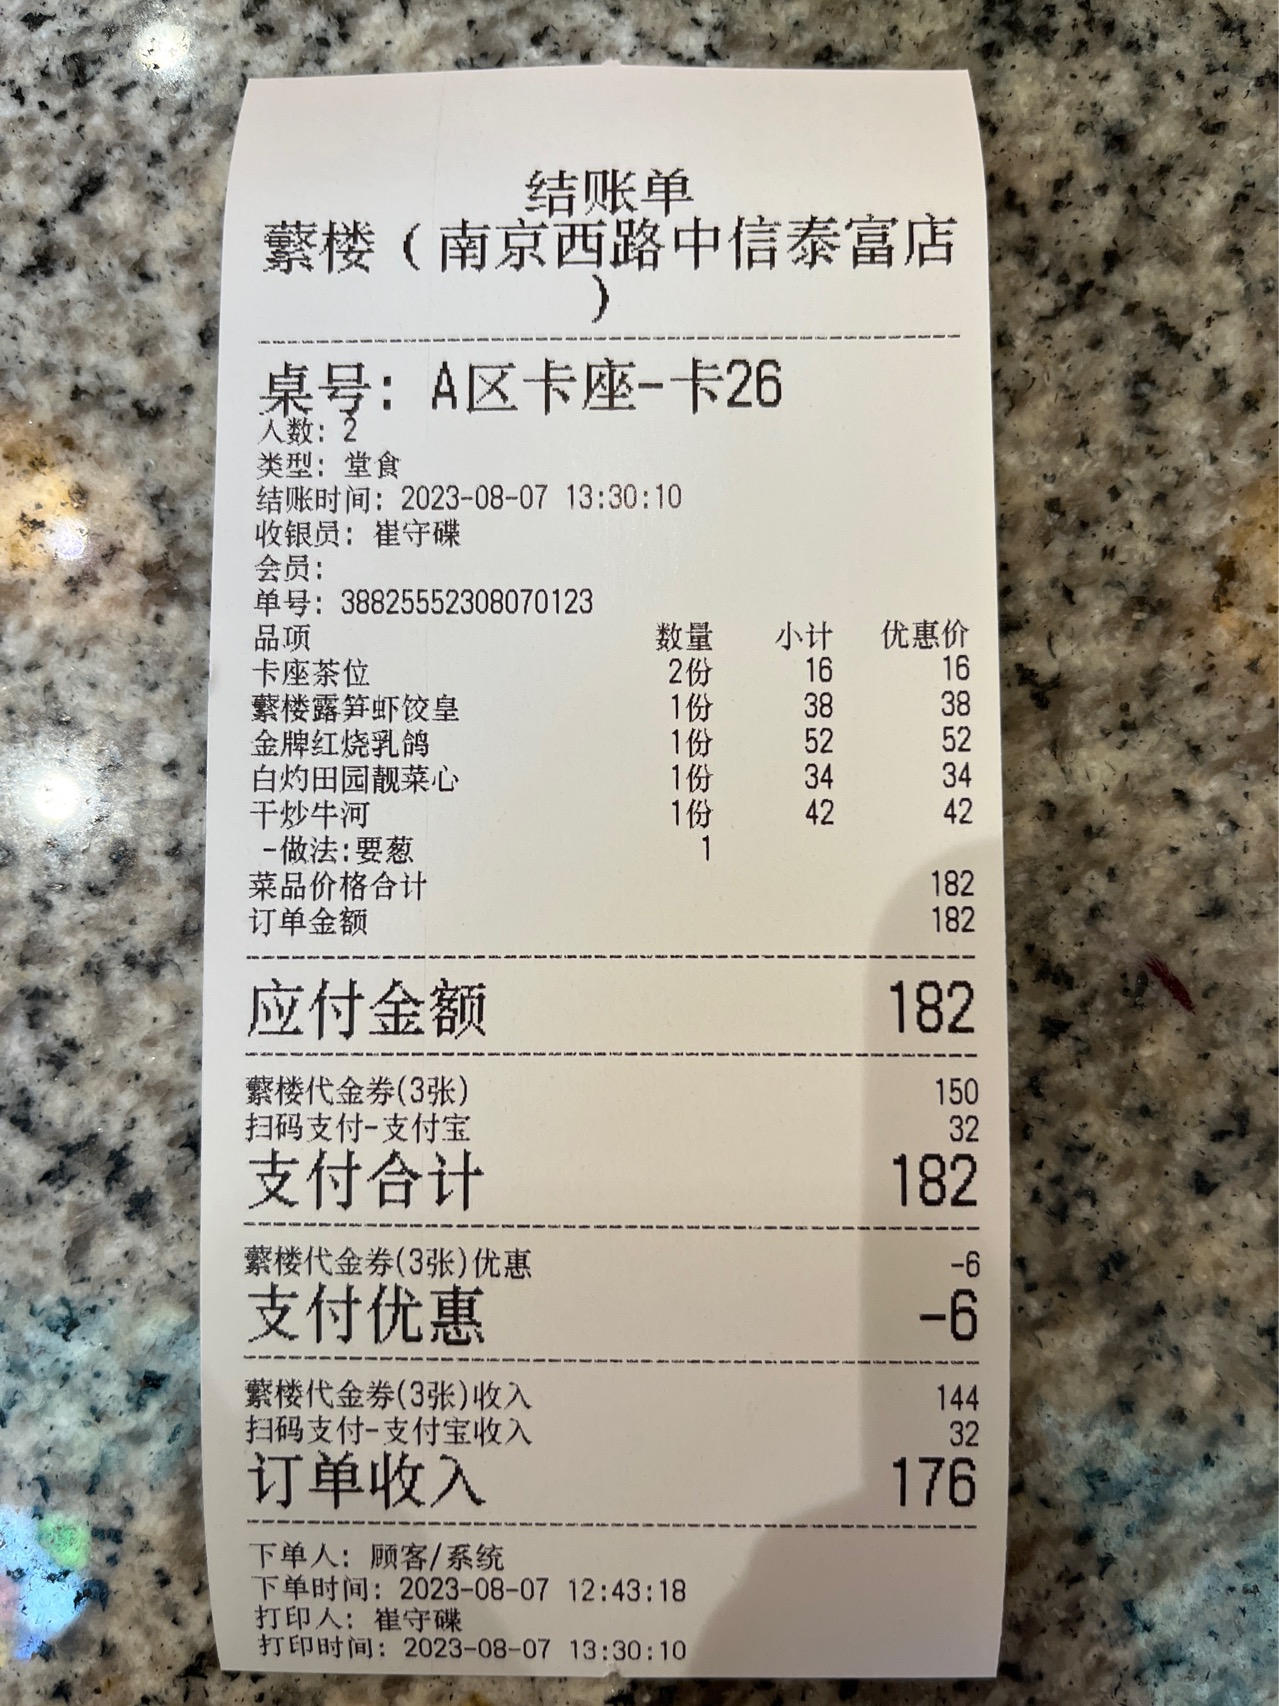 结账单
蘩楼（南京西路中信泰富店
）
桌号：A区卡座-卡26
人数：2
类型：堂食
结账时间：2023-08-07 13:30:10
收银员：崔守碟
会员：
单号：38825552308070123
品项 数量 小计 优惠价
卡座茶位 2份 16 16
蘩楼露笋虾饺皇 1份 38 38
金牌红烧乳鸽 1份 52 52
白灼田园靓菜心 1份 34 34
干炒牛河 1份 42 42
-做法:要葱 1
菜品价格合计 182
订单金额 182
应付金额 182
蘩楼代金券(3张) 150
扫码支付-支付宝 32
支付合计 182
蘩楼代金券(3张)优惠 -6
支付优惠 -6
蘩楼代金券(3张)收入 144
扫码支付-支付宝收入 32
订单收入 176
下单人：顾客/系统
下单时间：2023-08-07 12:43:18
打印人：崔守碟
打印时间：2023-08-07 13:30:10